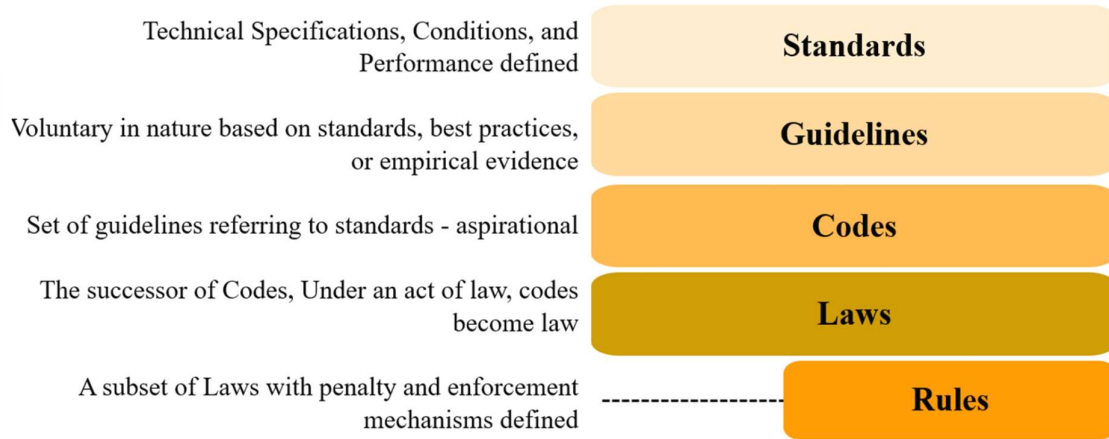 Technical Specifications, Conditions, and
Performance defined
Standards
Voluntary in nature based on standards, best practices,
or empirical evidence
Guidelines
Set of guidelines referring to standards - aspirational
Codes
The successor of Codes, Under an act of law, codes
become law
Laws
A subset of Laws with penalty and enforcement
mechanisms defined
Rules